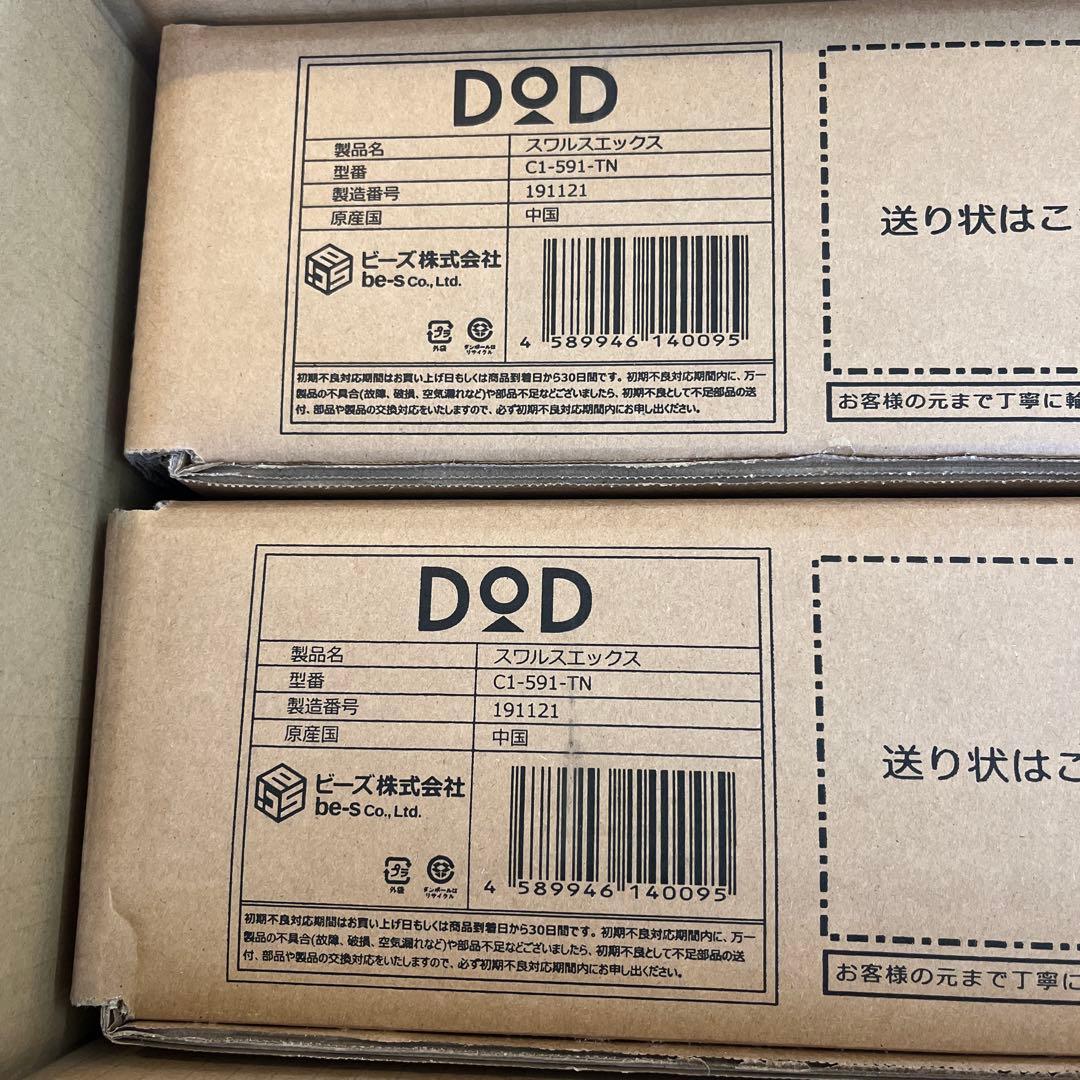 DOD
製品名 スワルスエックス
型番 C1-591-TN
製造番号 191121
原産国 中国
ビーズ株式会社
be-s Co., Ltd.
プラ
外袋
ダンボールは
リサイクル
4 589946 140095
初期不良対応期間はお買い上げ日もしくは商品到着日から30日間です。初期不良対応期間内に、万一
製品の不具合(故障、破損、空気漏れなど)や部品不足などございましたら、初期不良として不足部品の送
付、部品や製品の交換対応をいたしますので、必ず初期不良対応期間内にお申し出ください。
送り状はこ
お客様の元まで丁寧に輸
DOD
製品名 スワルスエックス
型番 C1-591-TN
製造番号 191121
原産国 中国
ビーズ株式会社
be-s Co., Ltd.
プラ
外袋
ダンボールは
リサイクル
4 589946 140095
初期不良対応期間はお買い上げ日もしくは商品到着日から30日間です。初期不良対応期間内に、万一
製品の不具合(故障、破損、空気漏れなど)や部品不足などございましたら、初期不良として不足部品の送
付、部品や製品の交換対応をいたしますので、必ず初期不良対応期間内にお申し出ください。
送り状はこ
お客様の元まで丁寧に